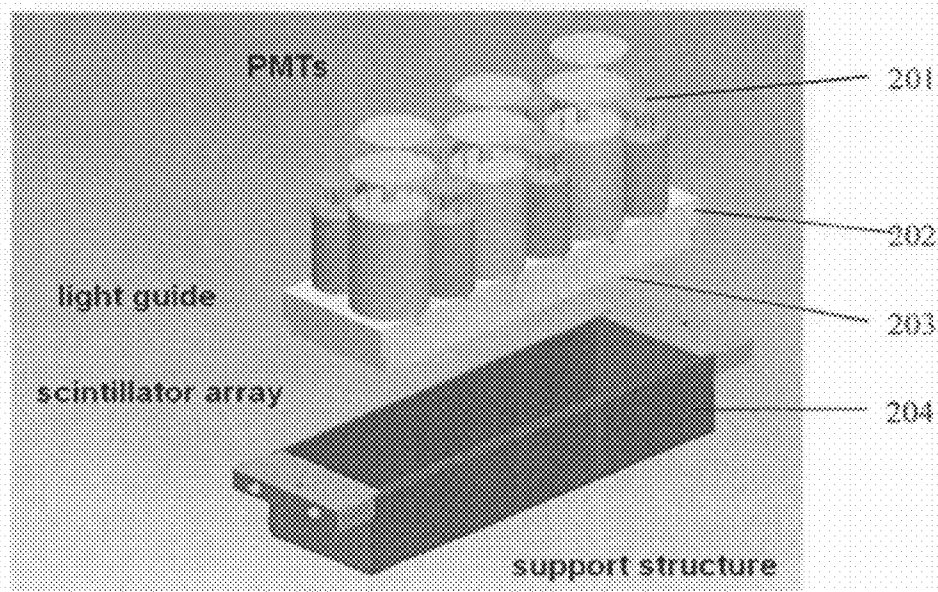 PMTs
201
202
light guide
203
scintillator array
204
support structure